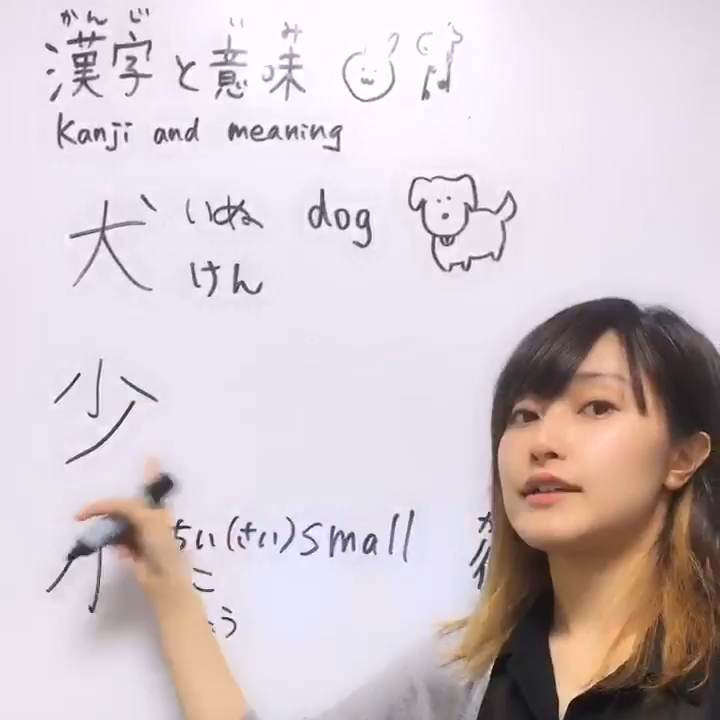 かん じ い み
漢字と意味
Kanji and meaning
犬 いぬ dog
けん
少
ちい(さい) small
こ